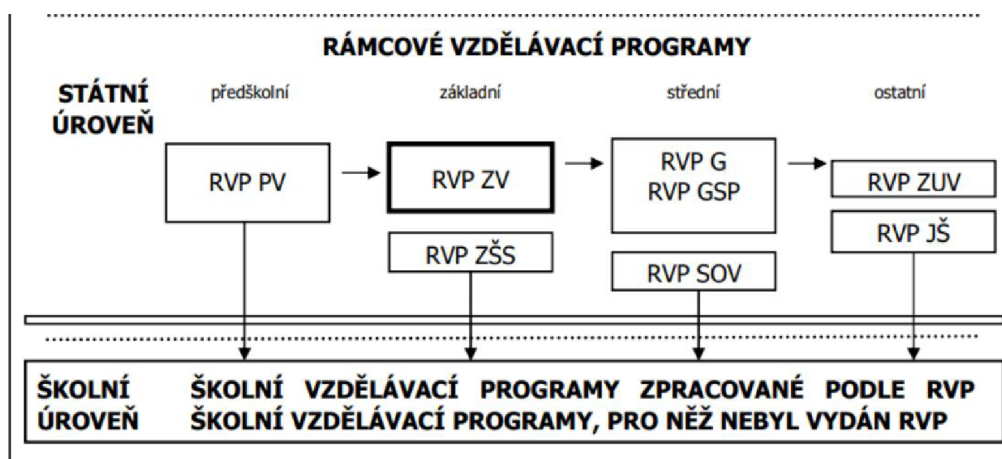 RÁMCOVÉ VZDĚLÁVACÍ PROGRAMY
STÁTNÍ ÚROVEŇ
předškolní základní střední ostatní
RVP PV
RVP ZV
RVP ZŠS
RVP G
RVP GSP
RVP SOV
RVP ZUV
RVP JŠ
ŠKOLNÍ ŠKOLNÍ VZDĚLÁVACÍ PROGRAMY ZPRACOVANÉ PODLE RVP
ÚROVEŇ ŠKOLNÍ VZDĚLÁVACÍ PROGRAMY, PRO NĚŽ NEBYL VYDÁN RVP